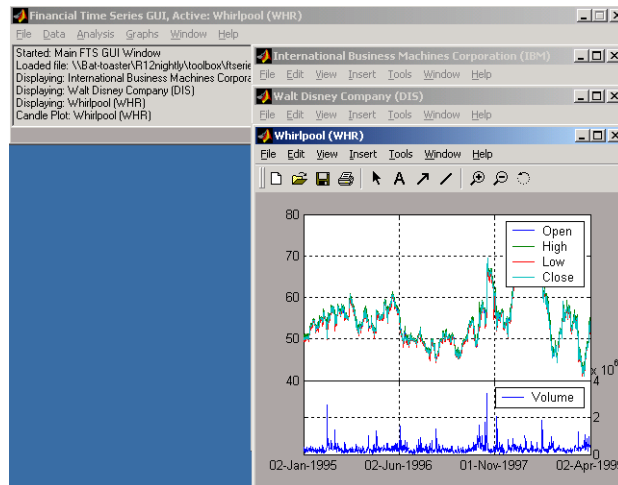 Financial Time Series GUI, Active: Whirlpool (WHR)
File Data Analysis Graphs Window Help
Started: Main FTS GUI Window
Loaded file: \\Bat-toaster\R12nightly\toolbox\ftserie
Displaying: International Business Machines Corpora
Displaying: Walt Disney Company (DIS)
Displaying: Whirlpool (WHR)
Candle Plot: Whirlpool (WHR)
International Business Machines Corporation (IBM)
File Edit View Insert Tools Window Help
Walt Disney Company (DIS)
File Edit View Insert Tools Window Help
Whirlpool (WHR)
File Edit View Insert Tools Window Help
A
80
70
60
50
40
Open
High
Low
Close
x 10^6
4
2
0
Volume
02-Jan-1995 02-Jun-1996 01-Nov-1997 02-Apr-1999